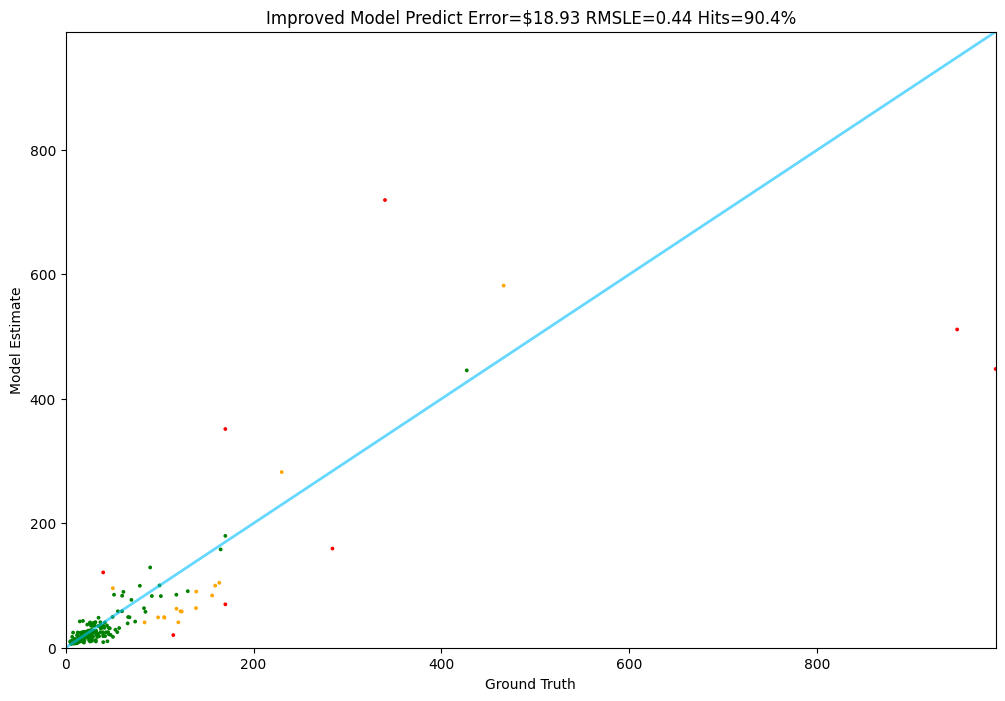 Improved Model Predict Error=$18.93 RMSLE=0.44 Hits=90.4%
Model Estimate
800
600
400
200
0
0 200 400 600 800
Ground Truth